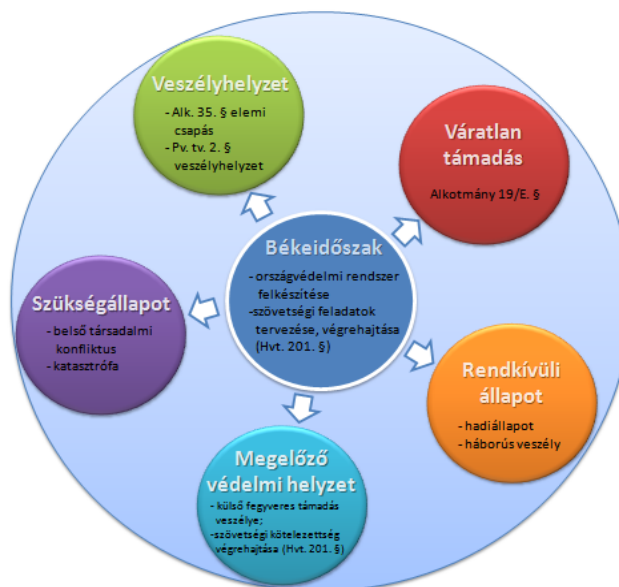 Veszélyhelyzet
- Alk. 35. § elemi
csapás
- Pv. tv. 2. §
veszélyhelyzet
Váratlan
támadás
Alkotmány 19/E. §
Békeidőszak
- országvédelmi rendszer
felkészítése
-szövetségi feladatok
tervezése, végrehajtása
(Hvt. 201. §)
Szükségállapot
- belső társadalmi
konfliktus
- katasztrófa
Rendkívüli
állapot
- hadiállapot
- háborús veszély
Megelőző
védelmi helyzet
- külső fegyveres támadás
veszélye;
-szövetségi kötelezettség
végrehajtása (Hvt. 201. §)